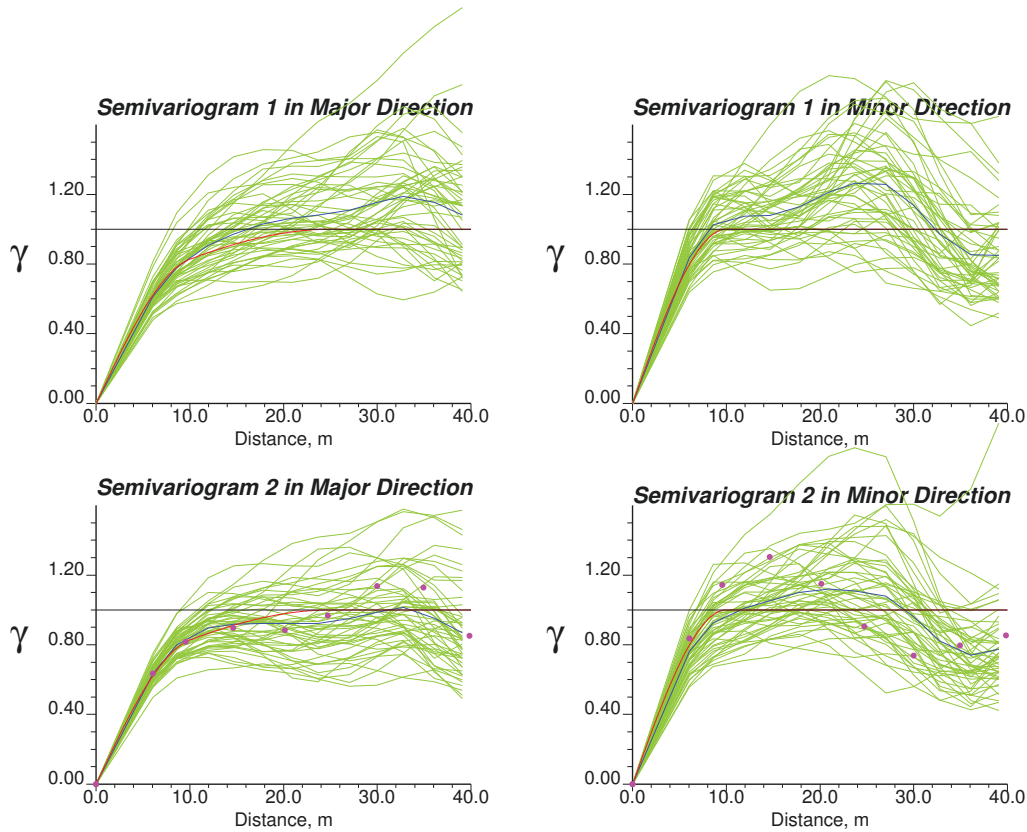 Semivariogram 1 in Major Direction
γ
1.20
0.80
0.40
0.00
0.0 10.0 20.0 30.0 40.0
Distance, m
Semivariogram 1 in Minor Direction
γ
1.20
0.80
0.40
0.00
0.0 10.0 20.0 30.0 40.0
Distance, m
Semivariogram 2 in Major Direction
γ
1.20
0.80
0.40
0.00
0.0 10.0 20.0 30.0 40.0
Distance, m
Semivariogram 2 in Minor Direction
γ
1.20
0.80
0.40
0.00
0.0 10.0 20.0 30.0 40.0
Distance, m